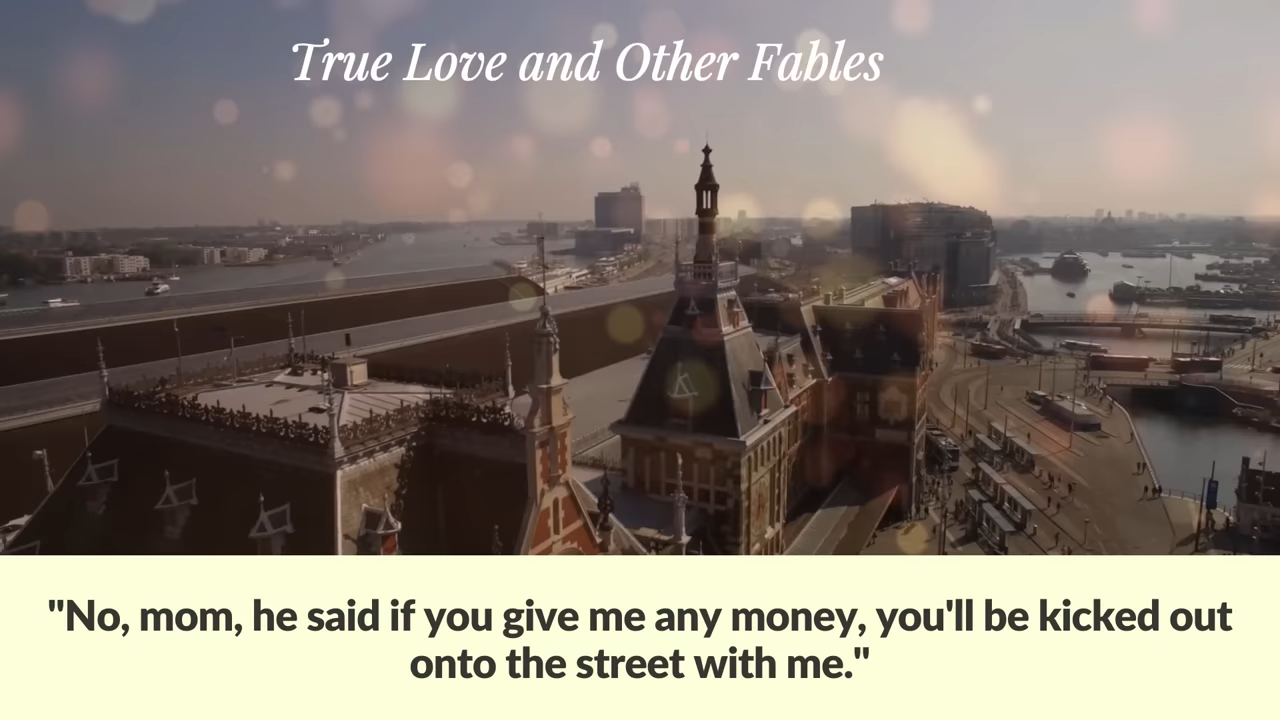 True Love and Other Fables
"No, mom, he said if you give me any money, you'll be kicked out
onto the street with me."